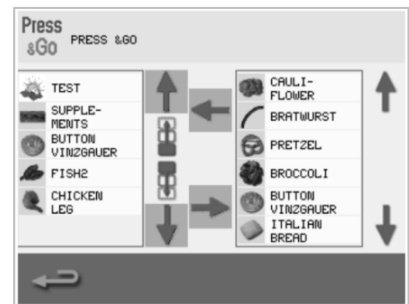 Press
&Go
PRESS &GO
TEST
SUPPLE-
MENTS
BUTTON
VINZGAUER
FISH2
CHICKEN
LEG
CAULI-
FLOWER
BRATWURST
PRETZEL
BROCCOLI
BUTTON
VINZGAUER
ITALIAN
BREAD